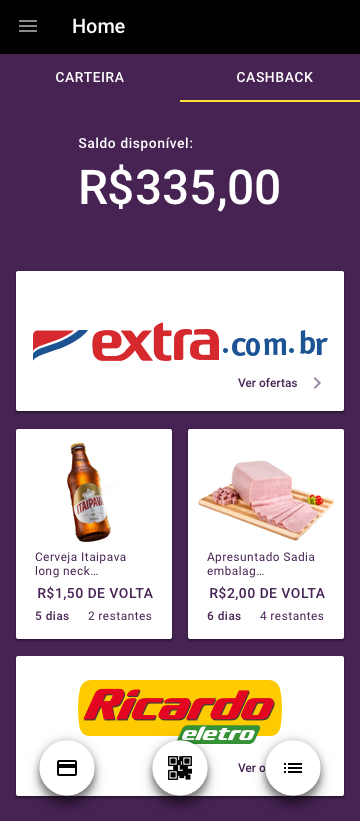 Home
CARTEIRA
CASHBACK
Saldo disponível:
R$335,00
extra.com.br
Ver ofertas
ITAIPAVA
Cerveja Itaipava
long neck...
R$1,50 DE VOLTA
5 dias 2 restantes
Apresuntado Sadia
embalag...
R$2,00 DE VOLTA
6 dias 4 restantes
Ricardo
eletro
Ver o